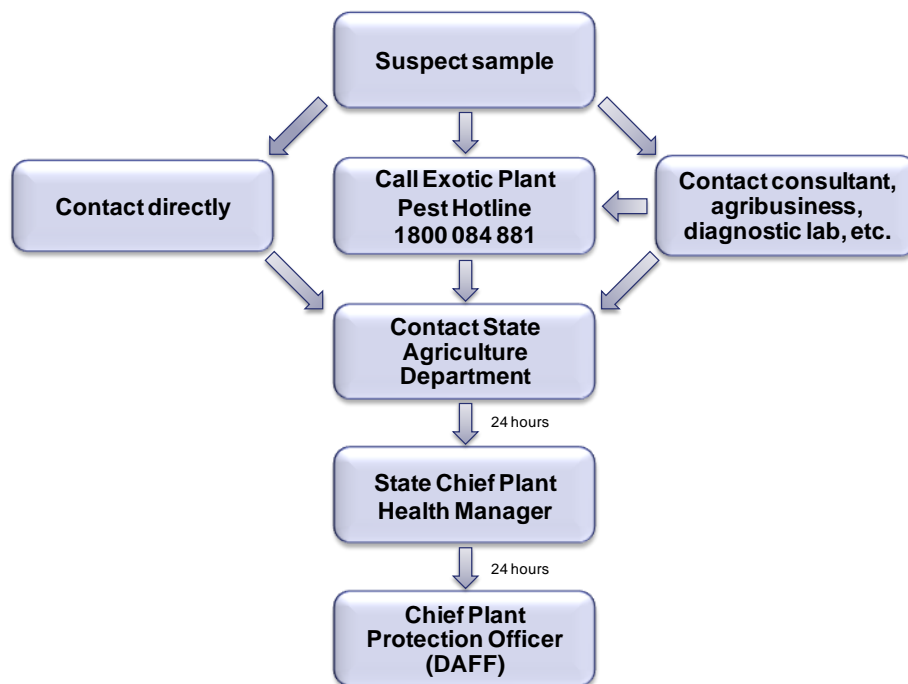 Suspect sample
Contact directly
Call Exotic Plant
Pest Hotline
1800 084 881
Contact consultant,
agribusiness,
diagnostic lab, etc.
Contact State
Agriculture
Department
24 hours
State Chief Plant
Health Manager
24 hours
Chief Plant
Protection Officer
(DAFF)